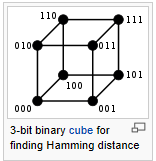 110 111
010 011
100 101
000 001
3-bit binary cube for
finding Hamming distance